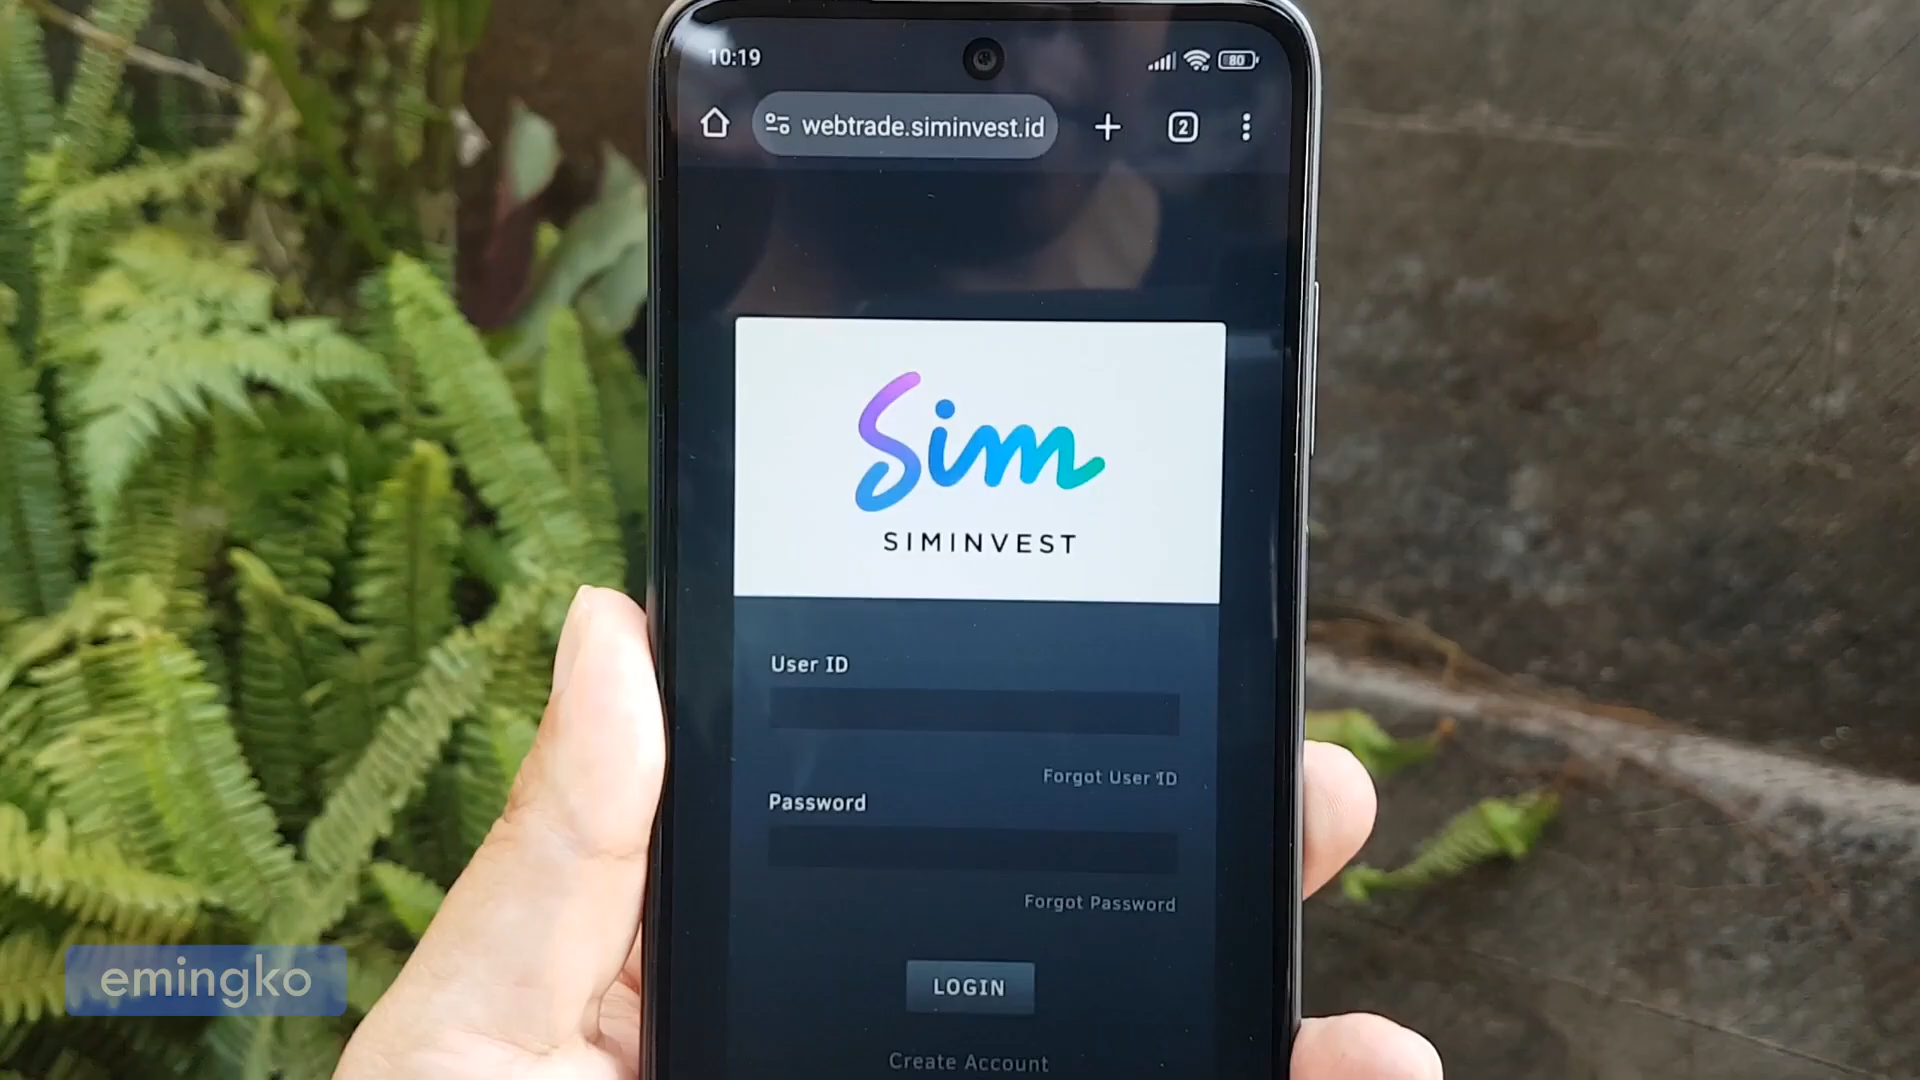 10:19
80
webtrade.siminvest.id
2
Sim
SIMINVEST
User ID
Forgot User ID
Password
Forgot Password
LOGIN
Create Account
emingko